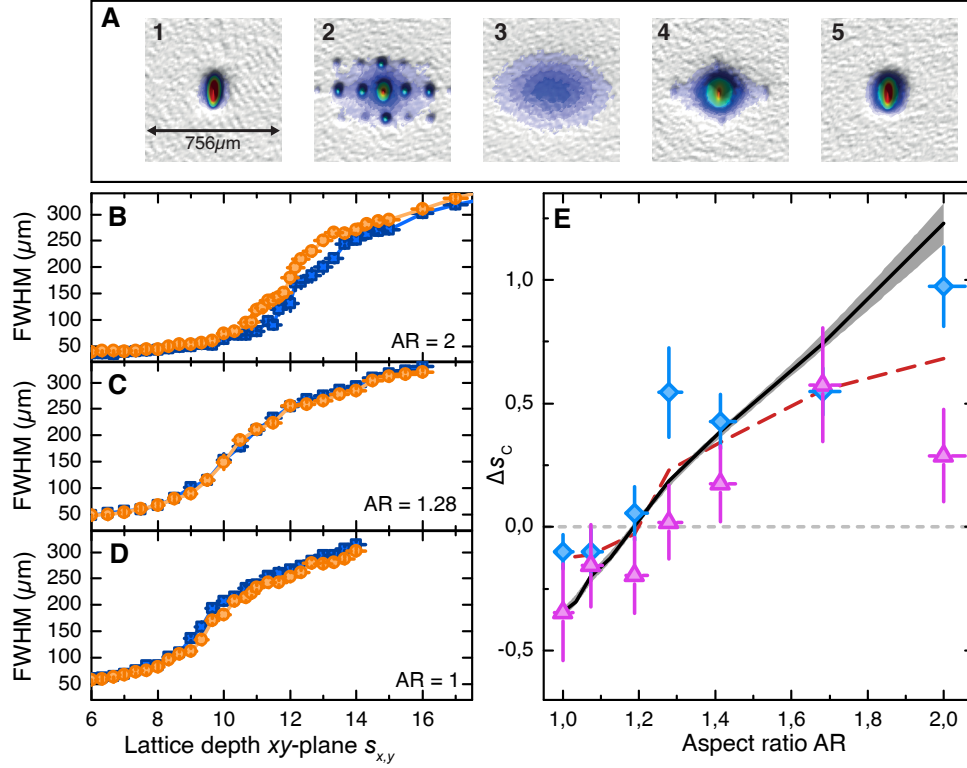 A
1
2
3
4
5
756μm
B
FWHM (μm)
300
250
200
150
100
50
AR = 2
C
FWHM (μm)
300
250
200
150
100
50
AR = 1.28
D
FWHM (μm)
300
250
200
150
100
50
AR = 1
6 8 10 12 14 16
Lattice depth xy-plane sx,y
E
Δsc
1,0
0,5
0,0
-0,5
1,0 1,2 1,4 1,6 1,8 2,0
Aspect ratio AR